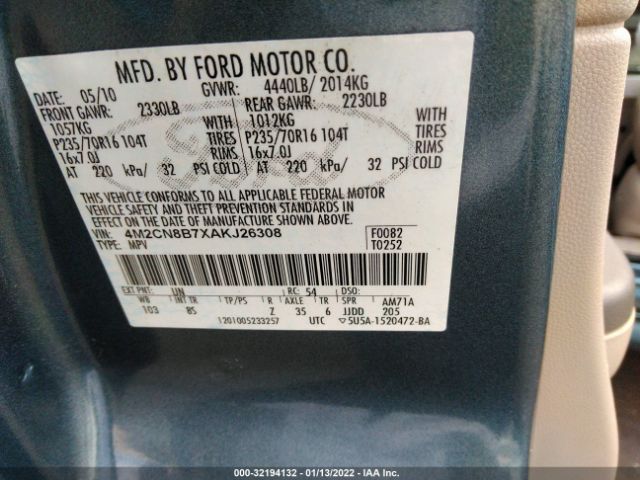 MFD. BY FORD MOTOR CO.
DATE: 05/10 GVWR: 4440LB/ 2014KG
FRONT GAWR: 2330LB REAR GAWR: 2230LB
1057KG WITH 1012KG WITH
P235/70R16 104T TIRES P235/70R16 104T TIRES
16x7.0J RIMS 16x7.0J RIMS
AT 220 kPa/ 32 PSI COLD AT 220 kPa/ 32 PSI COLD
THIS VEHICLE CONFORMS TO ALL APPLICABLE FEDERAL MOTOR
VEHICLE SAFETY AND THEFT PREVENTION STANDARDS IN
EFFECT ON THE DATE OF MANUFACTURE SHOWN ABOVE.
VIN: 4M2CN8B7XAKJ26308 F0082
TYPE: MPV T0252
EXT PNT: UN RC: 54 DSO:
WB INT TR TP/PS R AXLE TR SPR AM71A
103 8S Z 35 6 JJDD 205
1201005233257 UTC 5U5A-1520472-BA
000-32194132 - 01/13/2022 - IAA Inc.